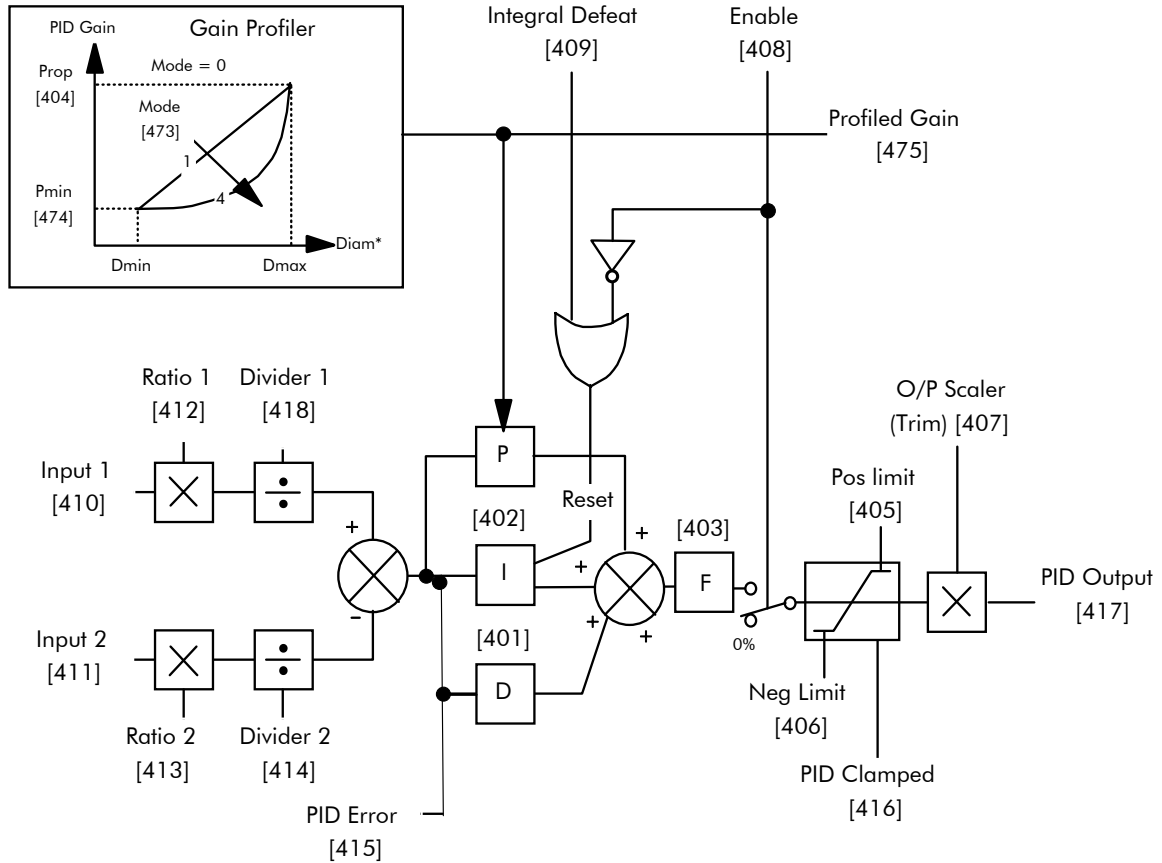 PID Gain
Gain Profiler
Mode = 0
Prop
[404]
Mode
[473]
1
4
Pmin
[474]
Diam*
Dmin
Dmax
Integral Defeat
[409]
Enable
[408]
Profiled Gain
[475]
Ratio 1
[412]
Divider 1
[418]
Input 1
[410]
+
-
Input 2
[411]
Ratio 2
[413]
Divider 2
[414]
PID Error
[415]
P
Reset
[402]
I
[401]
D
+
+
+
+
[403]
F
0%
O/P Scaler
(Trim) [407]
Pos limit
[405]
Neg Limit
[406]
PID Clamped
[416]
PID Output
[417]